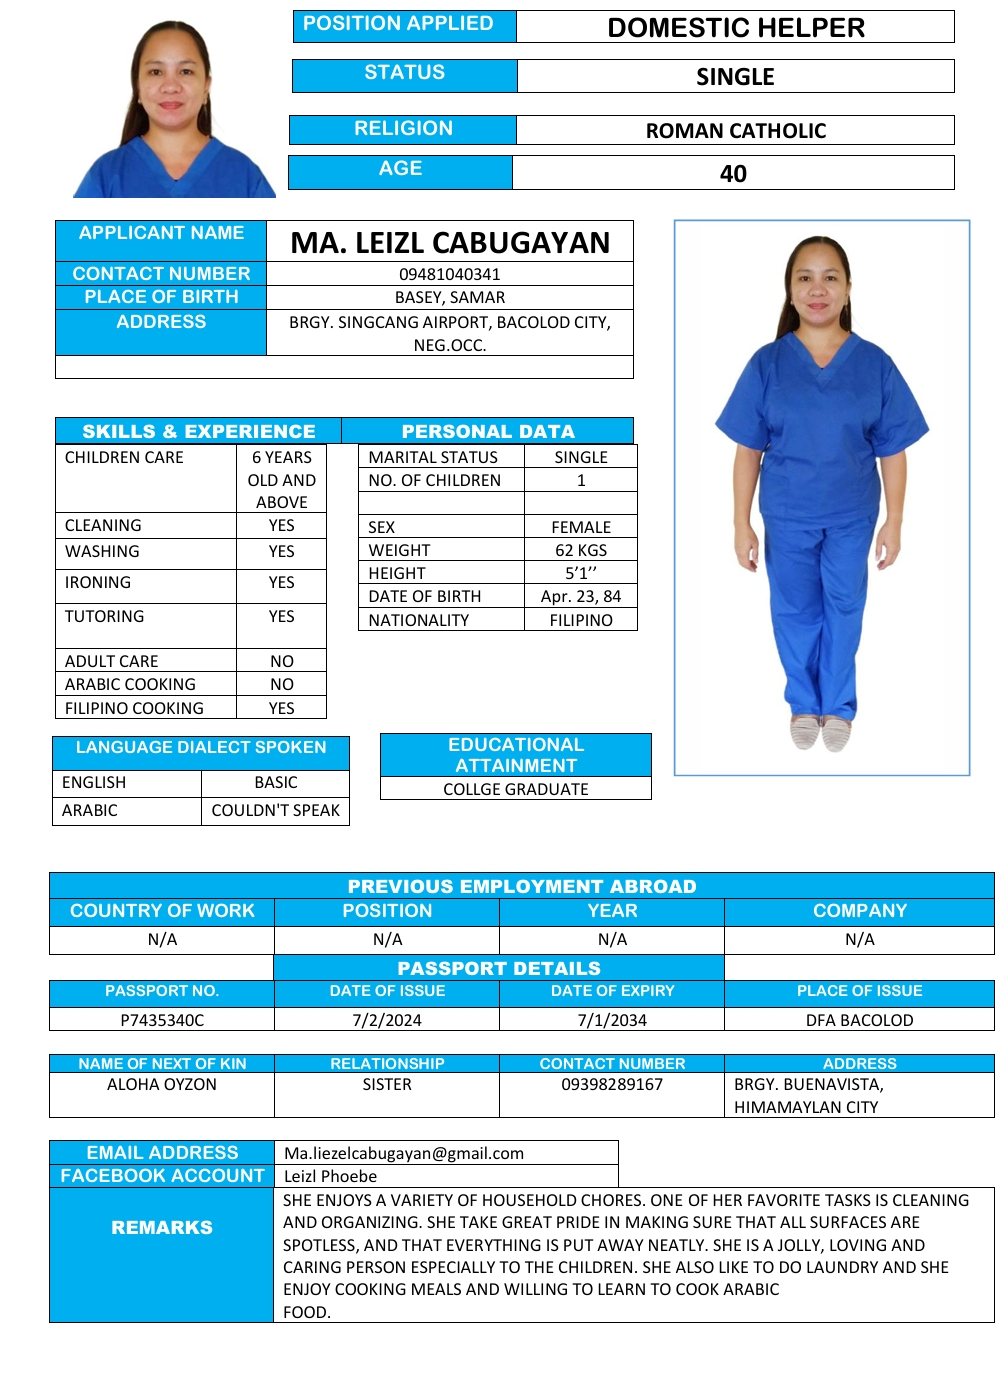 POSITION APPLIED DOMESTIC HELPER
STATUS SINGLE
RELIGION ROMAN CATHOLIC
AGE 40
APPLICANT NAME MA. LEIZL CABUGAYAN
CONTACT NUMBER 09481040341
PLACE OF BIRTH BASEY, SAMAR
ADDRESS BRGY. SINGCANG AIRPORT, BACOLOD CITY,
NEG.OCC.
SKILLS & EXPERIENCE
CHILDREN CARE 6 YEARS
OLD AND
ABOVE
CLEANING YES
WASHING YES
IRONING YES
TUTORING YES
ADULT CARE NO
ARABIC COOKING NO
FILIPINO COOKING YES
PERSONAL DATA
MARITAL STATUS SINGLE
NO. OF CHILDREN 1
SEX FEMALE
WEIGHT 62 KGS
HEIGHT 5’1’’
DATE OF BIRTH Apr. 23, 84
NATIONALITY FILIPINO
LANGUAGE DIALECT SPOKEN
ENGLISH BASIC
ARABIC COULDN'T SPEAK
EDUCATIONAL
ATTAINMENT
COLLGE GRADUATE
PREVIOUS EMPLOYMENT ABROAD
COUNTRY OF WORK POSITION YEAR COMPANY
N/A N/A N/A N/A
PASSPORT DETAILS
PASSPORT NO. DATE OF ISSUE DATE OF EXPIRY PLACE OF ISSUE
P7435340C 7/2/2024 7/1/2034 DFA BACOLOD
NAME OF NEXT OF KIN RELATIONSHIP CONTACT NUMBER ADDRESS
ALOHA OYZON SISTER 09398289167 BRGY. BUENAVISTA,
HIMAMAYLAN CITY
EMAIL ADDRESS Ma.liezelcabugayan@gmail.com
FACEBOOK ACCOUNT Leizl Phoebe
REMARKS
SHE ENJOYS A VARIETY OF HOUSEHOLD CHORES. ONE OF HER FAVORITE TASKS IS CLEANING
AND ORGANIZING. SHE TAKE GREAT PRIDE IN MAKING SURE THAT ALL SURFACES ARE
SPOTLESS, AND THAT EVERYTHING IS PUT AWAY NEATLY. SHE IS A JOLLY, LOVING AND
CARING PERSON ESPECIALLY TO THE CHILDREN. SHE ALSO LIKE TO DO LAUNDRY AND SHE
ENJOY COOKING MEALS AND WILLING TO LEARN TO COOK ARABIC
FOOD.